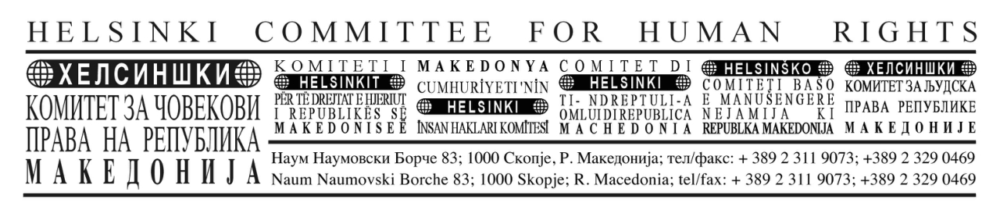 HELSINKI COMMITTEE FOR HUMAN RIGHTS
ХЕЛСИНШКИ
КОМИТЕТ ЗА ЧОВЕКОВИ
ПРАВА НА РЕПУБЛИКА
МАКЕДОНИЈА
KOMITETI I
HELSINKIT
PËR TË DREJTAT E HJERIUT
I REPUBLIKËS SË
MAKEDONISEË
MAKEDONYA
CUMHURİYETI'NİN
HELSINKI
İNSAN HAKLARI KOMİTESİ
COMITET DI
HELSINKI
TI- NDREPTULI-A
OMLUIDIREPUBLICA
MACHEDONIA
HELSINŠKO
COMITETI BAŠO
E MANUŠENGERE
NEJAMIJA KI
REPUBLKA MAKEDONIJA
ХЕЛСИНШКИ
КОМИТЕТ ЗА ЉУДСКА
ПРАВА РЕПУБЛИКЕ
МАКЕДОНИЈЕ
Наум Наумовски Борче 83; 1000 Скопје, Р. Македонија; тел/факс: + 389 2 311 9073; +389 2 329 0469
Naum Naumovski Borche 83; 1000 Skopje; R. Macedonia; tel/fax: + 389 2 311 9073; +389 2 329 0469